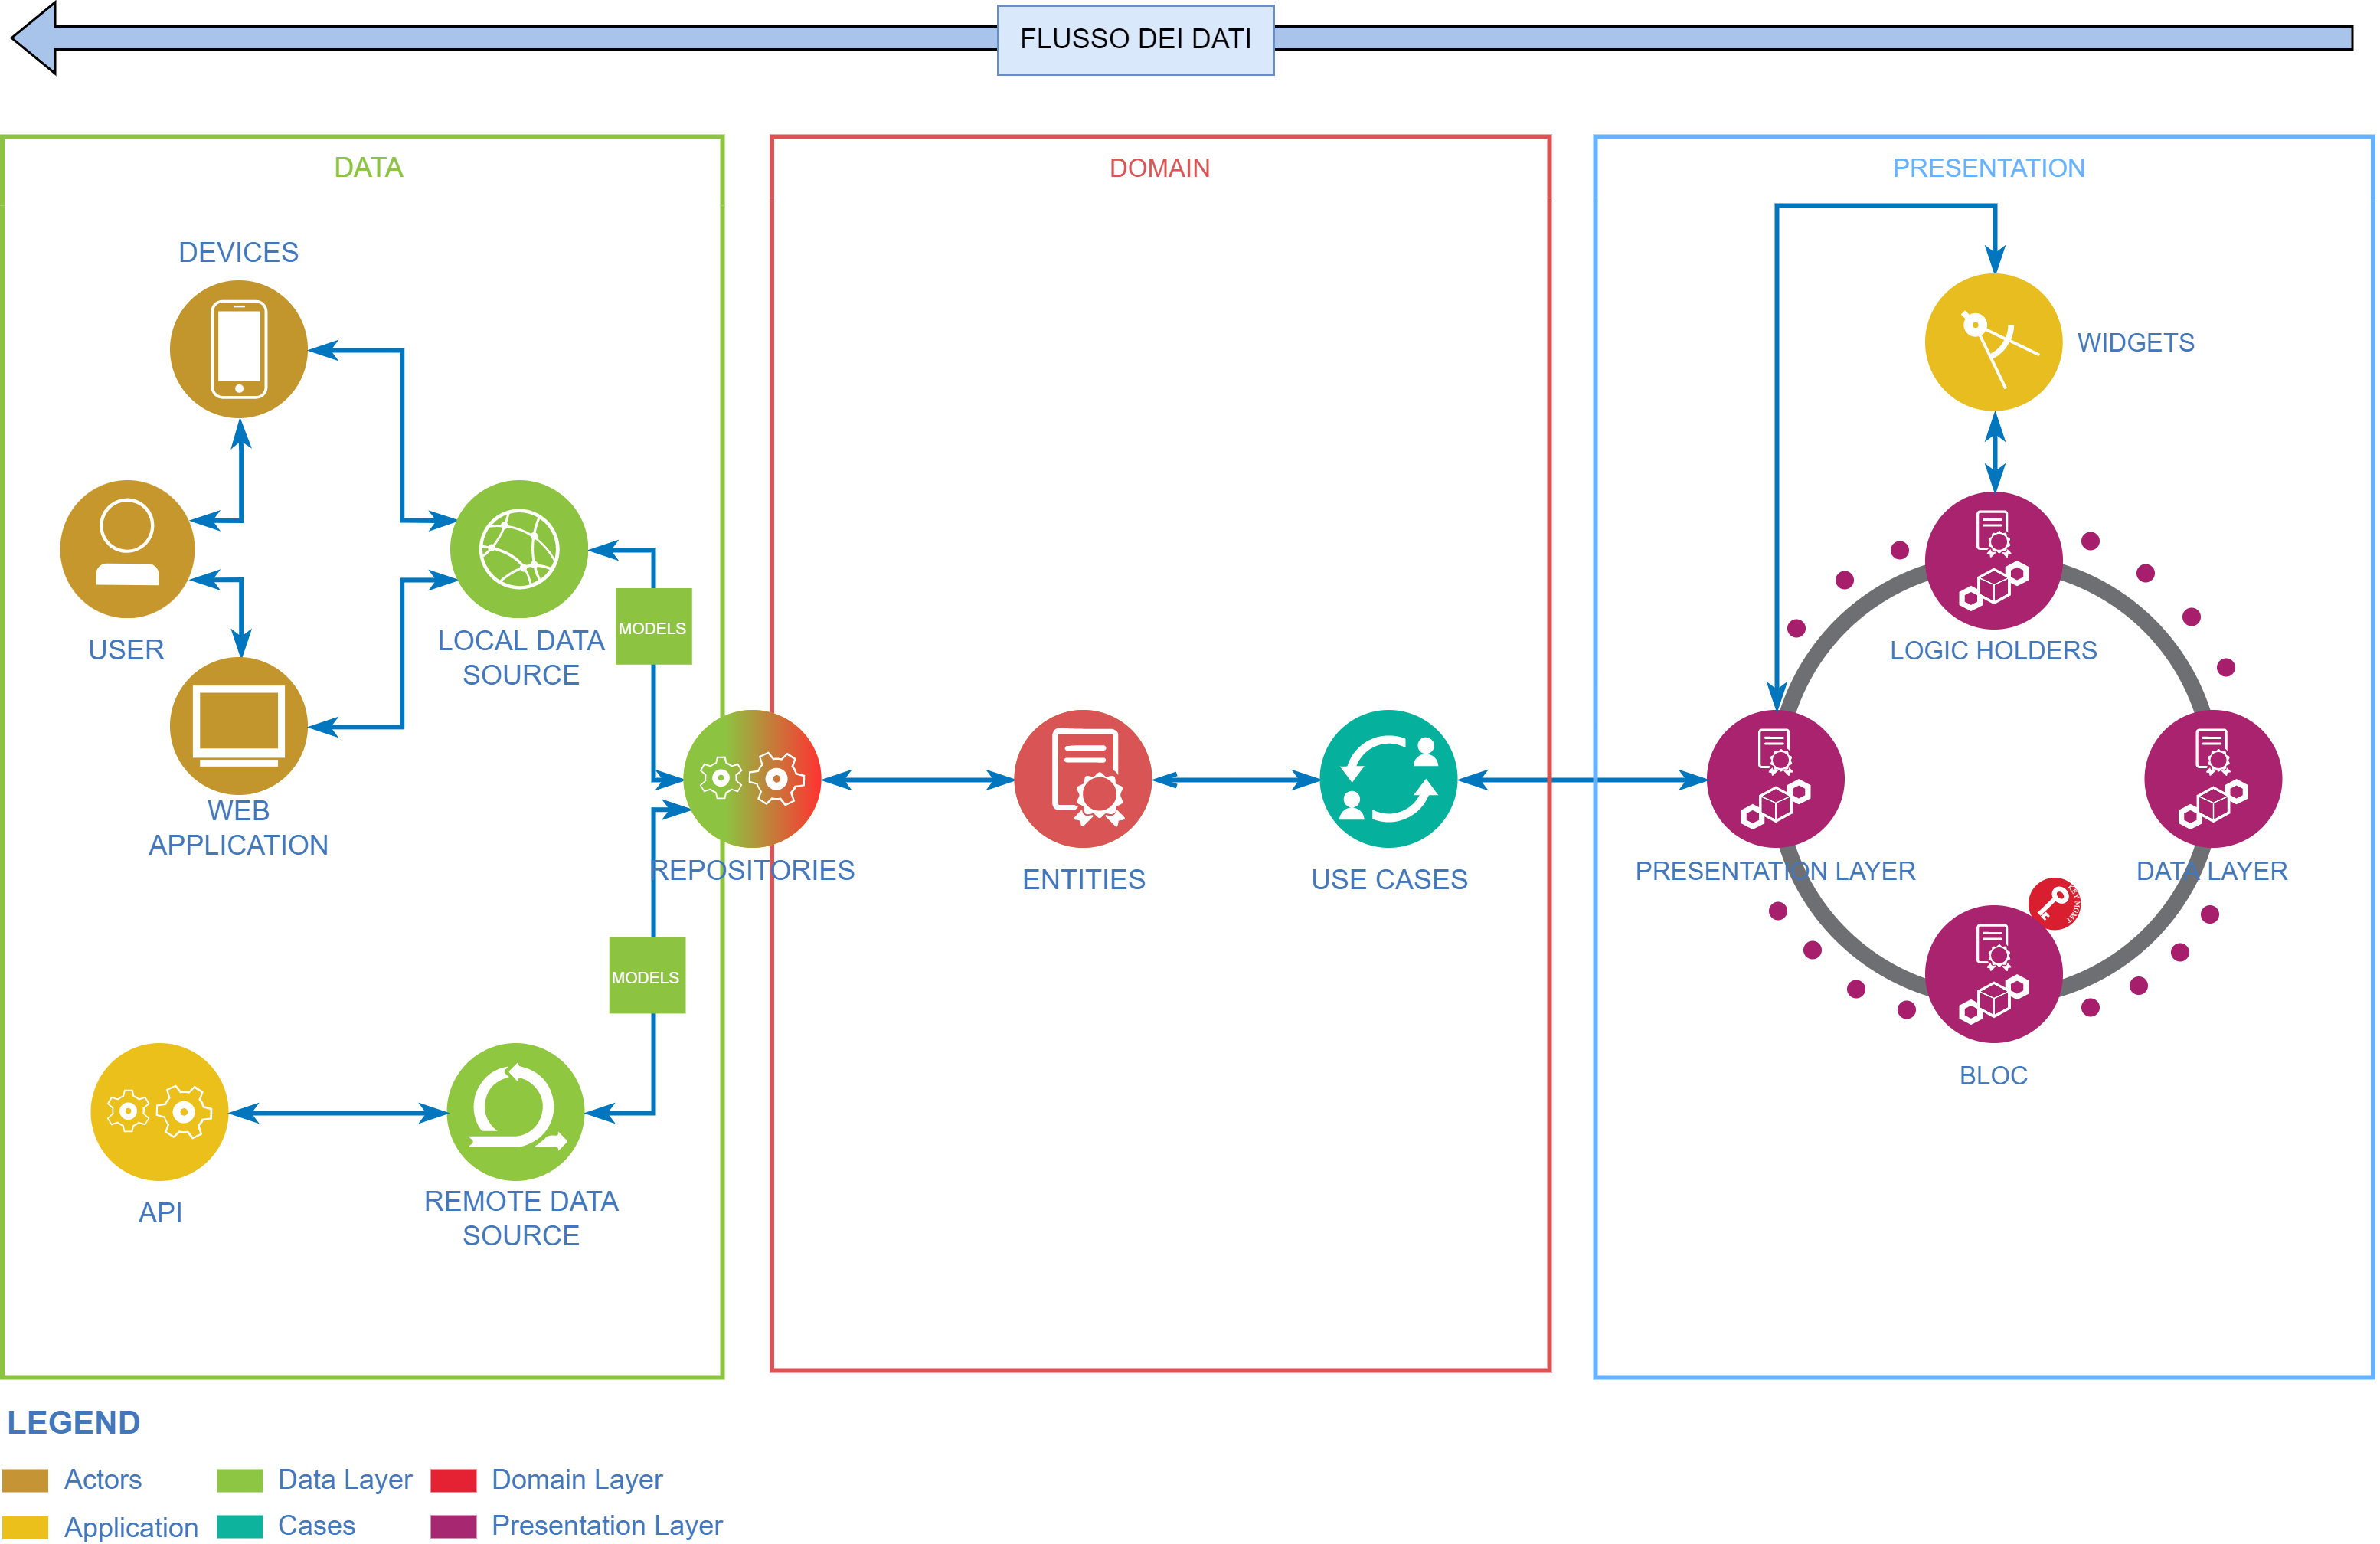 FLUSSO DEI DATI
DATA
DOMAIN
PRESENTATION
DEVICES
WIDGETS
USER
LOCAL DATA
SOURCE
MODELS
LOGIC HOLDERS
WEB
APPLICATION
REPOSITORIES
ENTITIES
USE CASES
PRESENTATION LAYER
DATA LAYER
KEY MGMT
MODELS
BLOC
API
REMOTE DATA
SOURCE
LEGEND
Actors
Data Layer
Domain Layer
Application
Cases
Presentation Layer